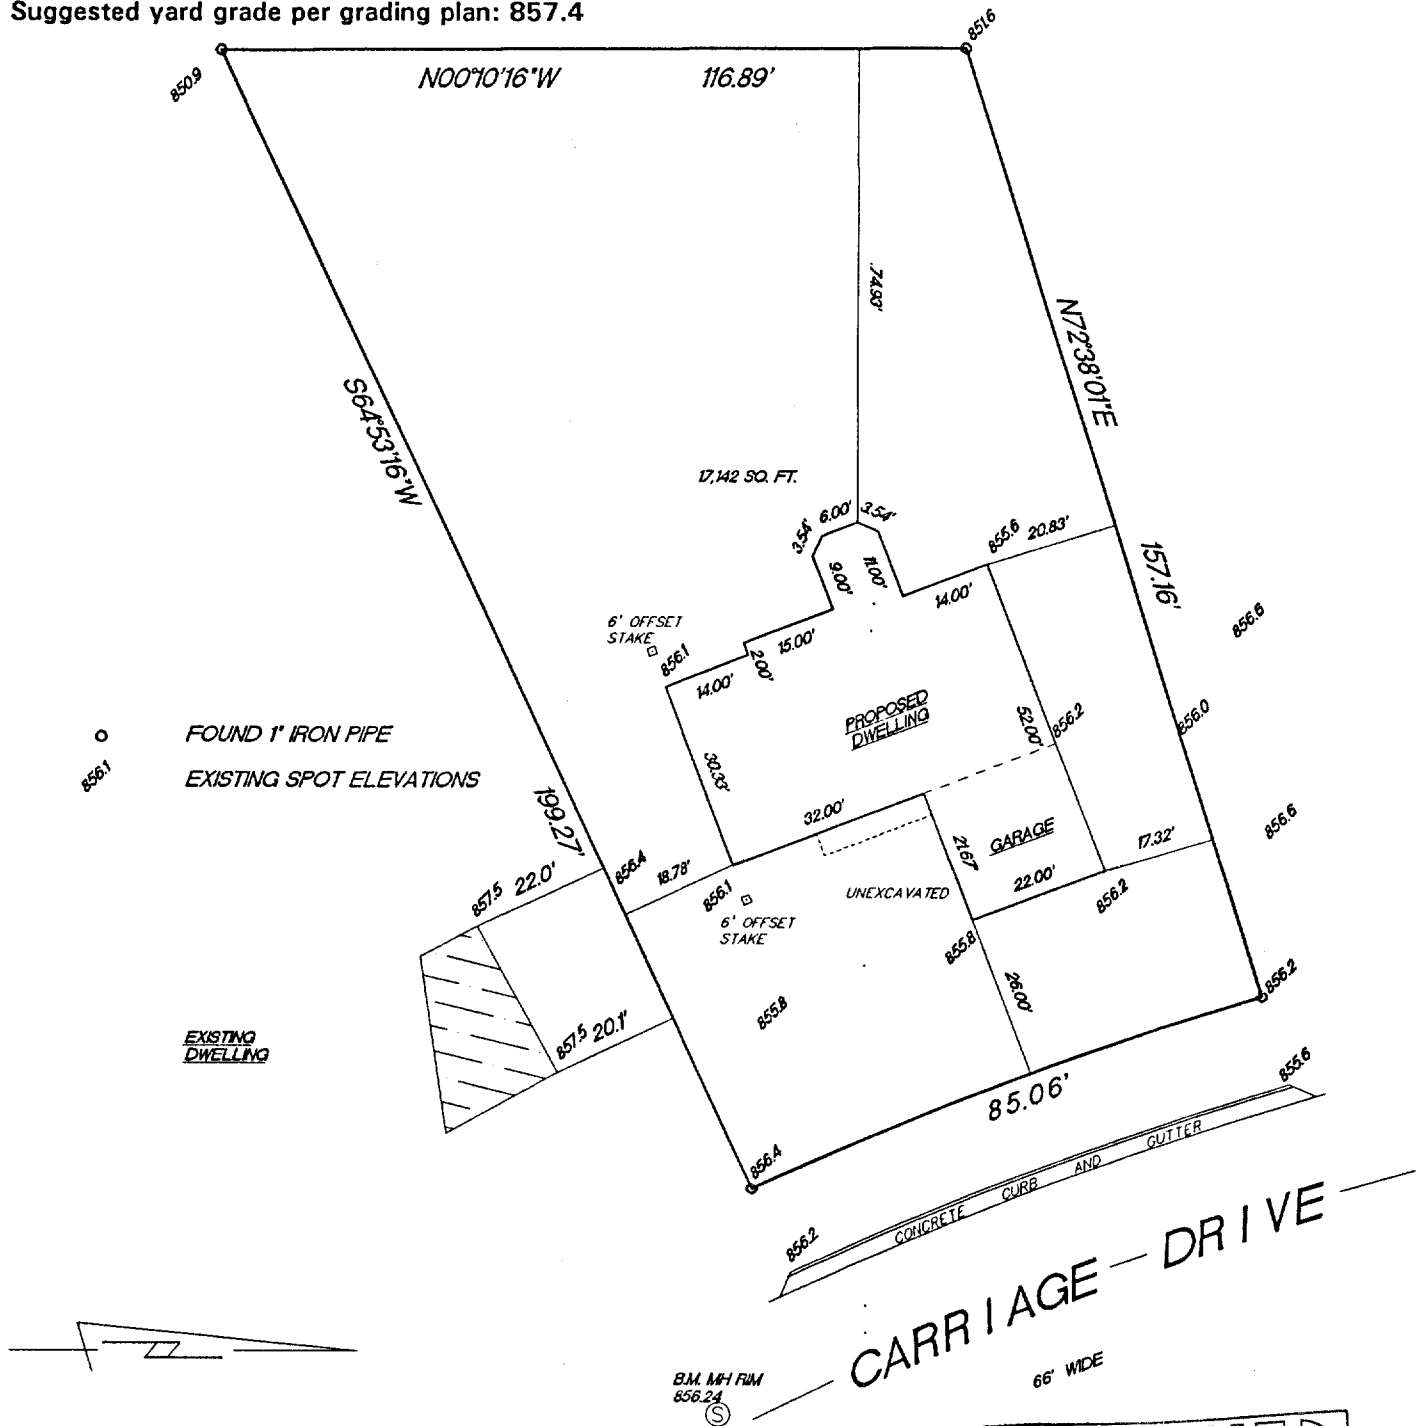 Suggested yard grade per grading plan: 857.4
851.6
850.9
N00°10'16"W 116.89'
74.93'
N72°38'01"E
S64°53'16"W
17,142 SQ. FT.
3.54' 6.00' 3.54'
855.6 20.83'
9.00' 11.00'
14.00'
157.16'
6' OFFSET
STAKE
856.1
15.00'
2.00'
14.00'
856.6
PROPOSED
DWELLING
52.00'
856.2
856.0
FOUND 1" IRON PIPE
856.1 EXISTING SPOT ELEVATIONS
30.33'
199.27'
32.00'
21.67'
GARAGE
17.32'
856.6
22.00'
857.5 22.0'
856.4 18.78'
856.1
UNEXCAVATED
856.2
6' OFFSET
STAKE
855.8
26.00'
856.2
855.8
EXISTING
DWELLING
857.5 20.1'
85.06'
855.6
856.4
CONCRETE CURB AND GUTTER
856.2
CARRIAGE DRIVE
66' WIDE
B.M. MH RIM
856.24
S